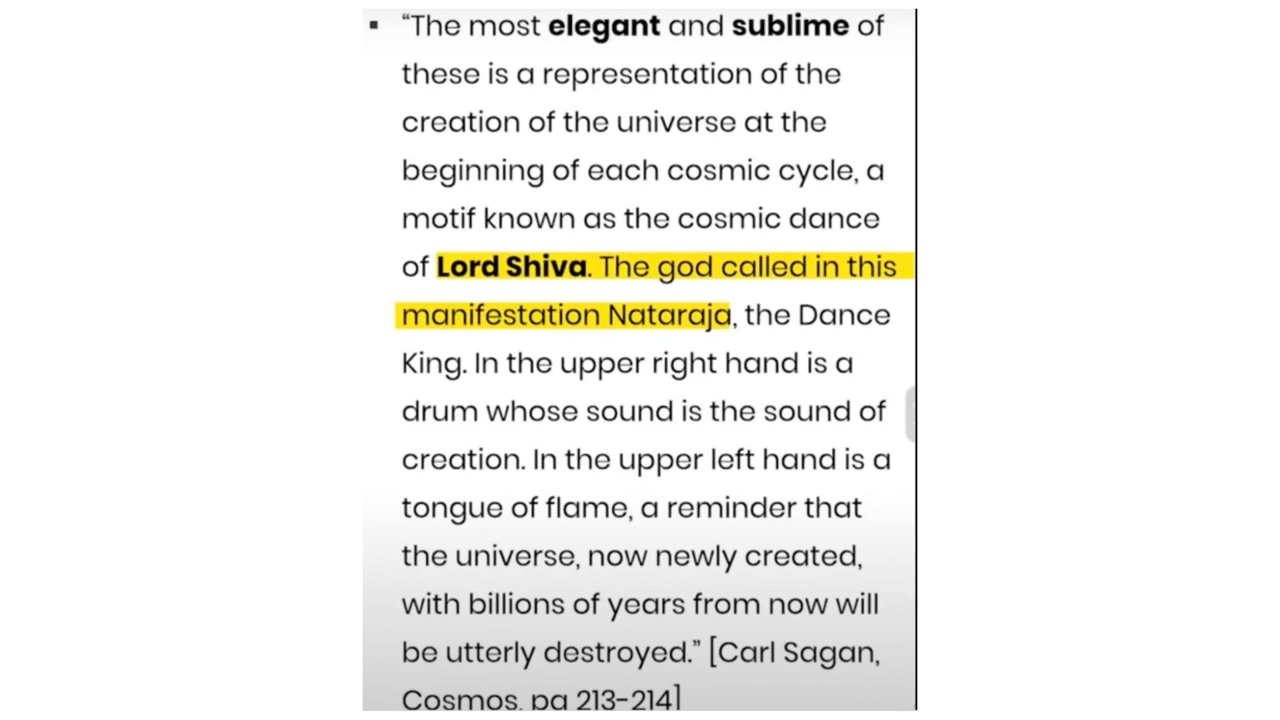 ▪ “The most elegant and sublime of
these is a representation of the
creation of the universe at the
beginning of each cosmic cycle, a
motif known as the cosmic dance
of Lord Shiva. The god called in this
manifestation Nataraja, the Dance
King. In the upper right hand is a
drum whose sound is the sound of
creation. In the upper left hand is a
tongue of flame, a reminder that
the universe, now newly created,
with billions of years from now will
be utterly destroyed.” [Carl Sagan,
Cosmos, pg 213-214]